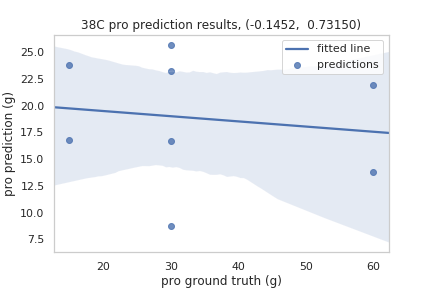 38C pro prediction results, (-0.1452,  0.73150)
fitted line
predictions
pro prediction (g)
25.0
22.5
20.0
17.5
15.0
12.5
10.0
7.5
20
30
40
50
60
pro ground truth (g)